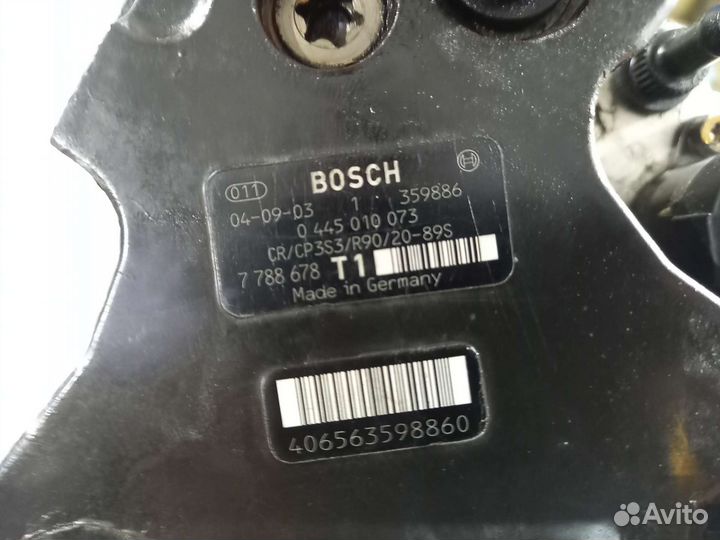 011 BOSCH
04-09-03 1 359886
0 445 010 073
CR/CP3S3/R90/20-89S
7 788 678 T1
Made in Germany
406563598860
Avito